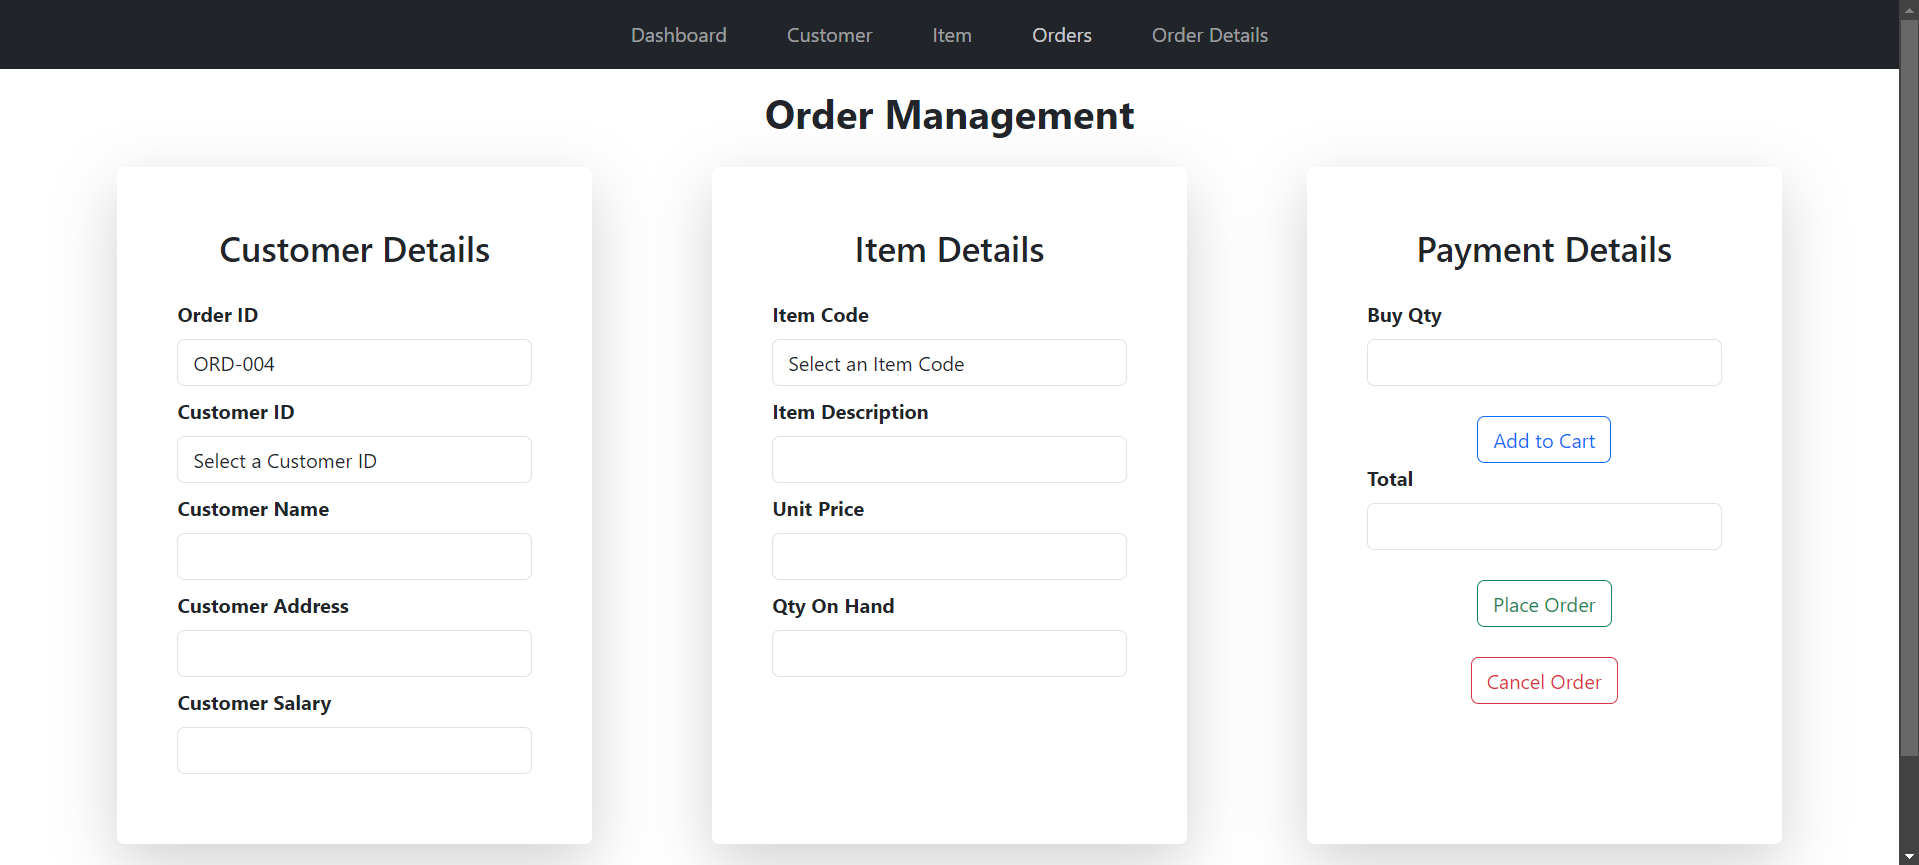 Dashboard Customer Item Orders Order Details
Order Management
Customer Details
Order ID
ORD-004
Customer ID
Select a Customer ID
Customer Name
Customer Address
Customer Salary
Item Details
Item Code
Select an Item Code
Item Description
Unit Price
Qty On Hand
Payment Details
Buy Qty
Add to Cart
Total
Place Order
Cancel Order